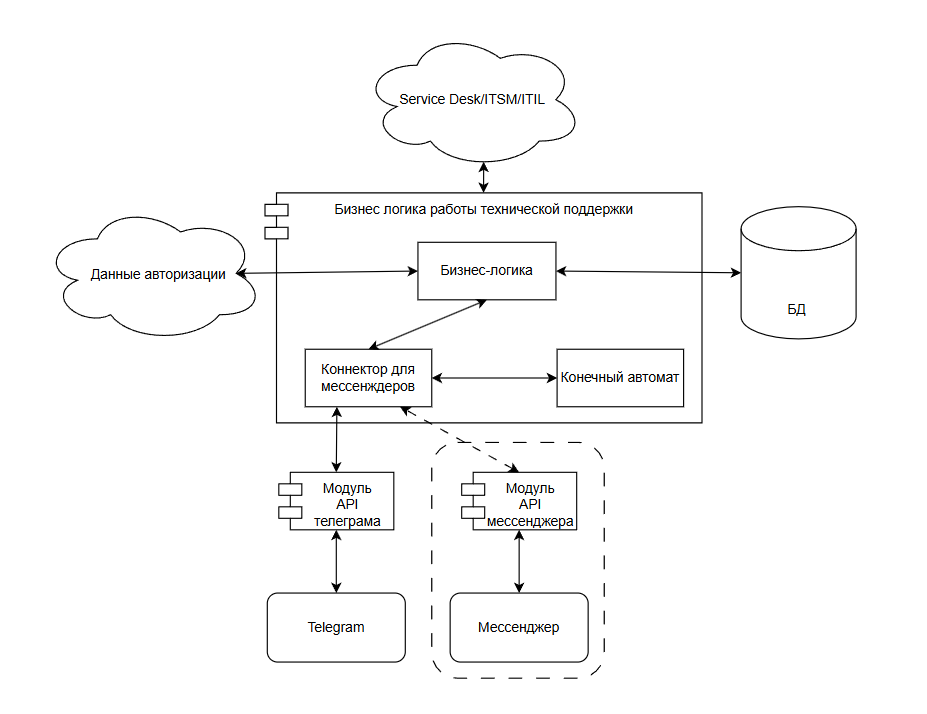 Service Desk/ITSM/ITIL
Бизнес логика работы технической поддержки
Данные авторизации
Бизнес-логика
БД
Коннектор для
мессенждеров
Конечный автомат
Модуль
API
телеграма
Модуль
API
мессенджера
Telegram
Мессенджер